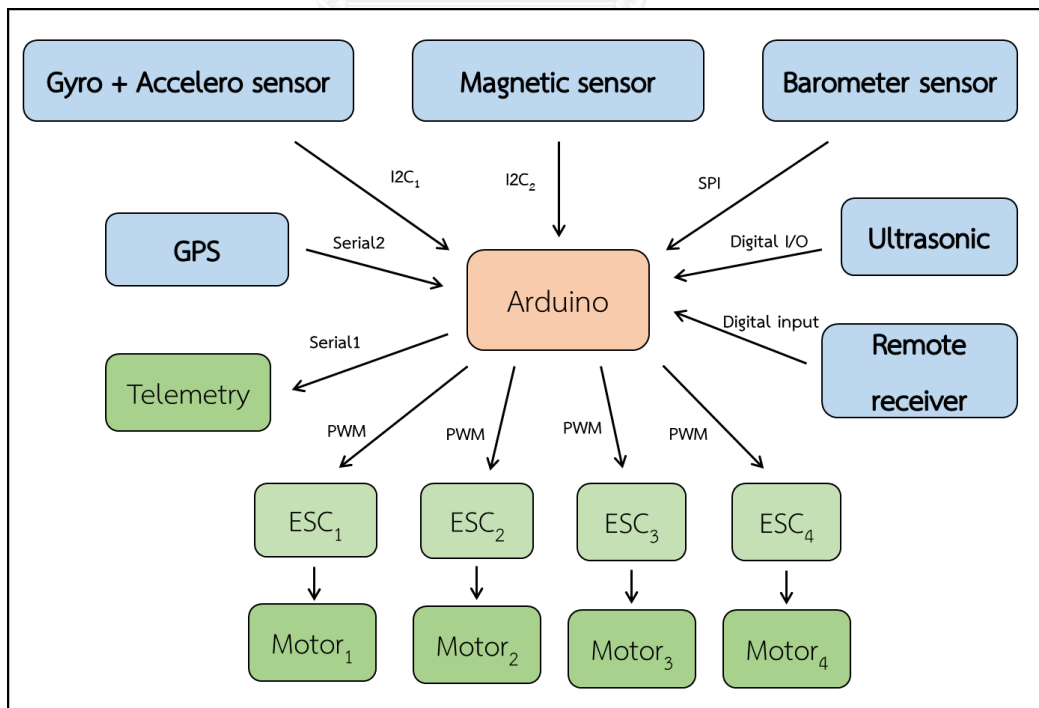 Gyro + Accelero sensor
Magnetic sensor
Barometer sensor
I2C₁
I2C₂
SPI
GPS
Serial2
Digital I/O
Ultrasonic
Arduino
Serial1
Digital input
Telemetry
Remote
receiver
PWM
PWM
PWM
PWM
ESC₁
ESC₂
ESC₃
ESC₄
Motor₁
Motor₂
Motor₃
Motor₄